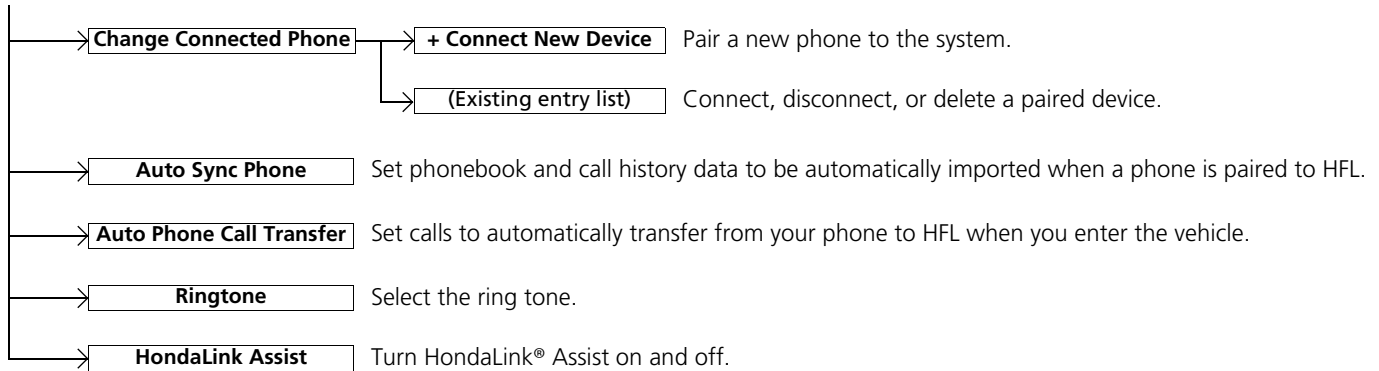 Change Connected Phone + Connect New Device Pair a new phone to the system.
(Existing entry list) Connect, disconnect, or delete a paired device.
Auto Sync Phone Set phonebook and call history data to be automatically imported when a phone is paired to HFL.
Auto Phone Call Transfer Set calls to automatically transfer from your phone to HFL when you enter the vehicle.
Ringtone Select the ring tone.
HondaLink Assist Turn HondaLink® Assist on and off.